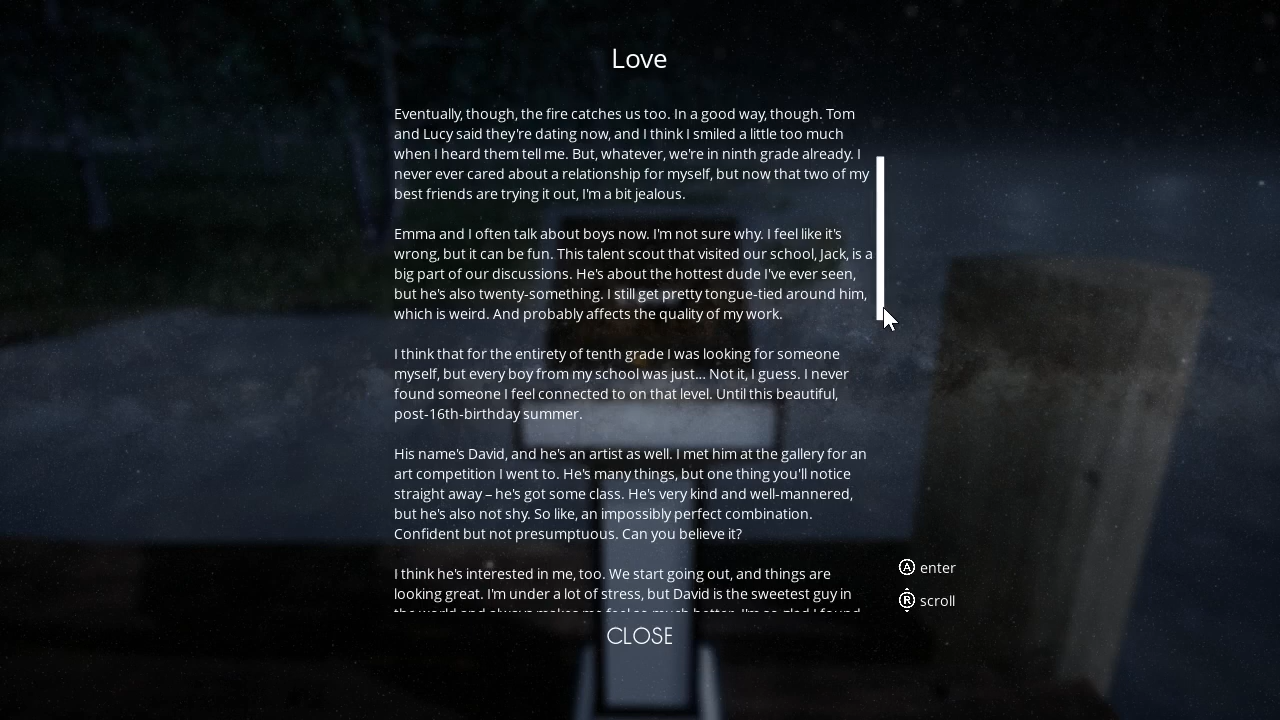 Love
Eventually, though, the fire catches us too. In a good way, though. Tom
and Lucy said they're dating now, and I think I smiled a little too much
when I heard them tell me. But, whatever, we're in ninth grade already. I
never ever cared about a relationship for myself, but now that two of my
best friends are trying it out, I'm a bit jealous.
Emma and I often talk about boys now. I'm not sure why. I feel like it's
wrong, but it can be fun. This talent scout that visited our school, Jack, is a
big part of our discussions. He's about the hottest dude I've ever seen,
but he's also twenty-something. I still get pretty tongue-tied around him,
which is weird. And probably affects the quality of my work.
I think that for the entirety of tenth grade I was looking for someone
myself, but every boy from my school was just... Not it, I guess. I never
found someone I feel connected to on that level. Until this beautiful,
post-16th-birthday summer.
His name's David, and he's an artist as well. I met him at the gallery for an
art competition I went to. He's many things, but one thing you'll notice
straight away – he's got some class. He's very kind and well-mannered,
but he's also not shy. So like, an impossibly perfect combination.
Confident but not presumptuous. Can you believe it?
I think he's interested in me, too. We start going out, and things are
looking great. I'm under a lot of stress, but David is the sweetest guy in
the world and always makes me feel so much better. I'm so glad I found
A enter
R scroll
CLOSE